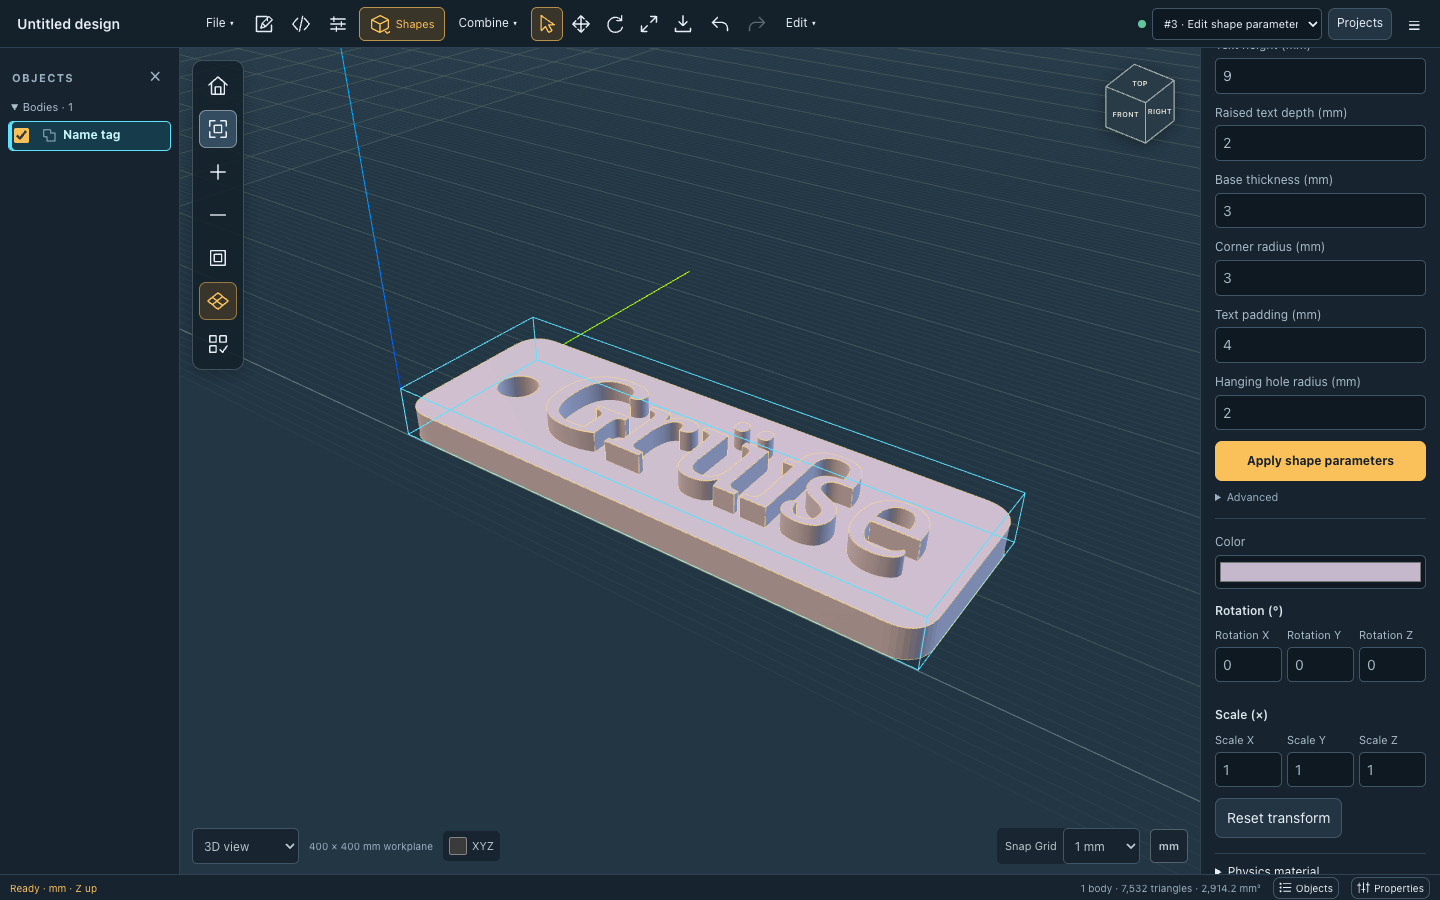 Untitled design
File
Shapes
Combine
Edit
#3 · Edit shape parameter
Projects
OBJECTS
Bodies · 1
Name tag
TOP
FRONT
RIGHT
Grüße
3D view
400 × 400 mm workplane
XYZ
Snap Grid
1 mm
mm
Text height (mm)
9
Raised text depth (mm)
2
Base thickness (mm)
3
Corner radius (mm)
3
Text padding (mm)
4
Hanging hole radius (mm)
2
Apply shape parameters
Advanced
Color
Rotation (°)
Rotation X Rotation Y Rotation Z
0 0 0
Scale (×)
Scale X Scale Y Scale Z
1 1 1
Reset transform
Physics material
Ready · mm · Z up
1 body · 7,532 triangles · 2,914.2 mm³
Objects
Properties